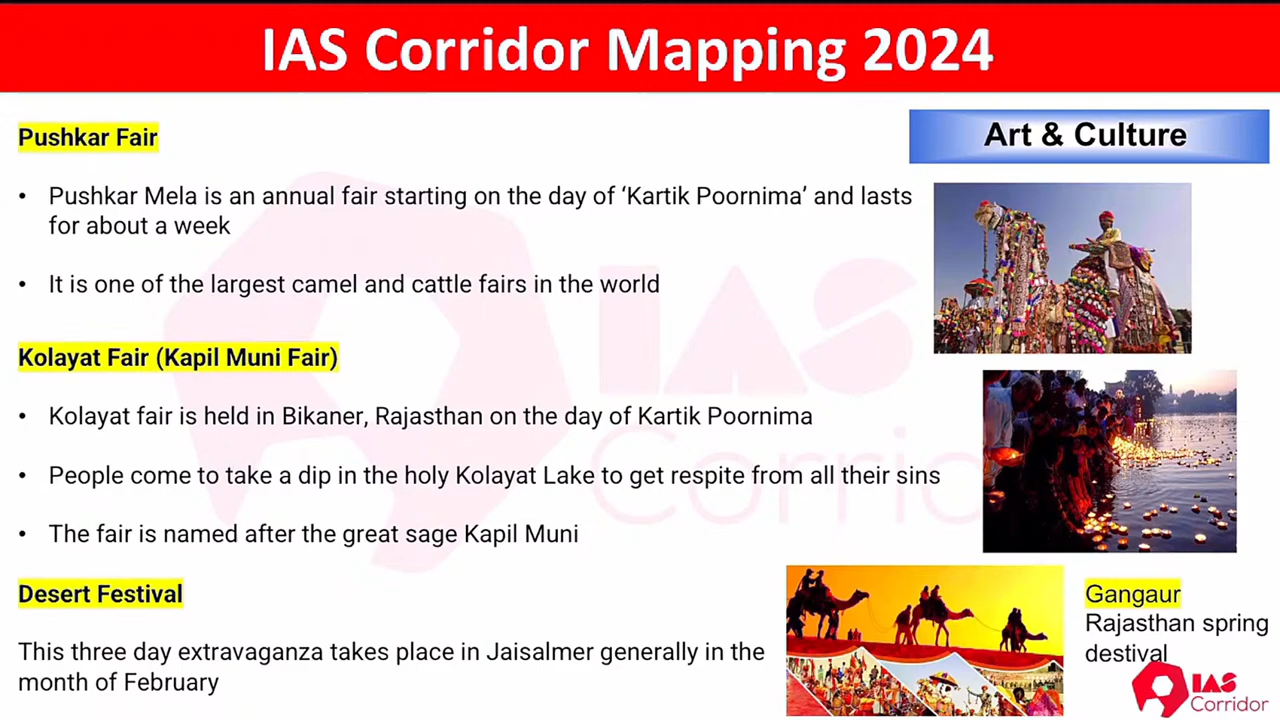 IAS Corridor Mapping 2024
Pushkar Fair
• Pushkar Mela is an annual fair starting on the day of ‘Kartik Poornima’ and lasts
for about a week
• It is one of the largest camel and cattle fairs in the world
Kolayat Fair (Kapil Muni Fair)
• Kolayat fair is held in Bikaner, Rajasthan on the day of Kartik Poornima
• People come to take a dip in the holy Kolayat Lake to get respite from all their sins
• The fair is named after the great sage Kapil Muni
Desert Festival
This three day extravaganza takes place in Jaisalmer generally in the
month of February
Art & Culture
Gangaur
Rajasthan spring
destival
IAS
Corridor
IAS
Corrido